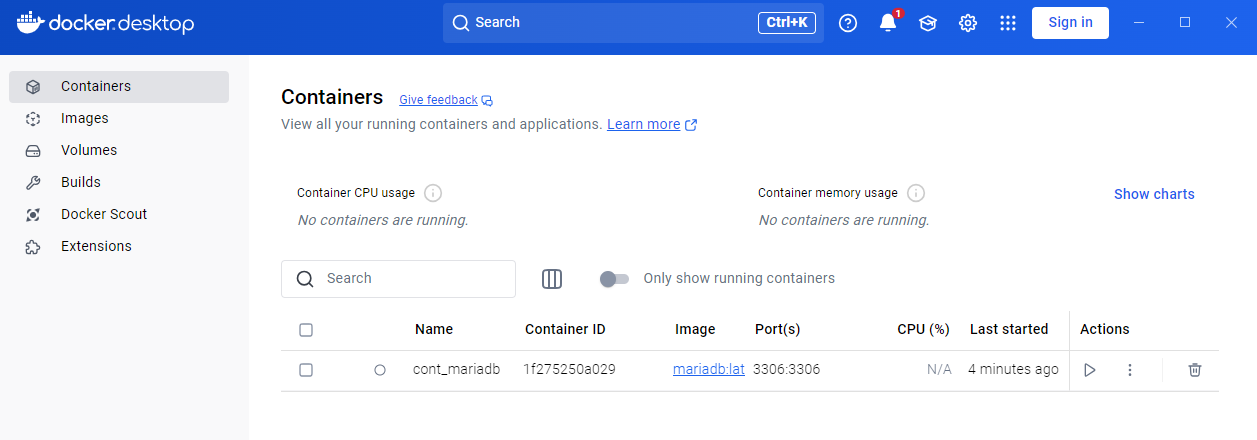 docker.desktop Search Ctrl+K 1 Sign in
Containers
Images
Volumes
Builds
Docker Scout
Extensions
Containers Give feedback
View all your running containers and applications. Learn more
Container CPU usage Container memory usage Show charts
No containers are running. No containers are running.
Search Only show running containers
Name Container ID Image Port(s) CPU (%) Last started Actions
cont_mariadb 1f275250a029 mariadb:lat 3306:3306 N/A 4 minutes ago